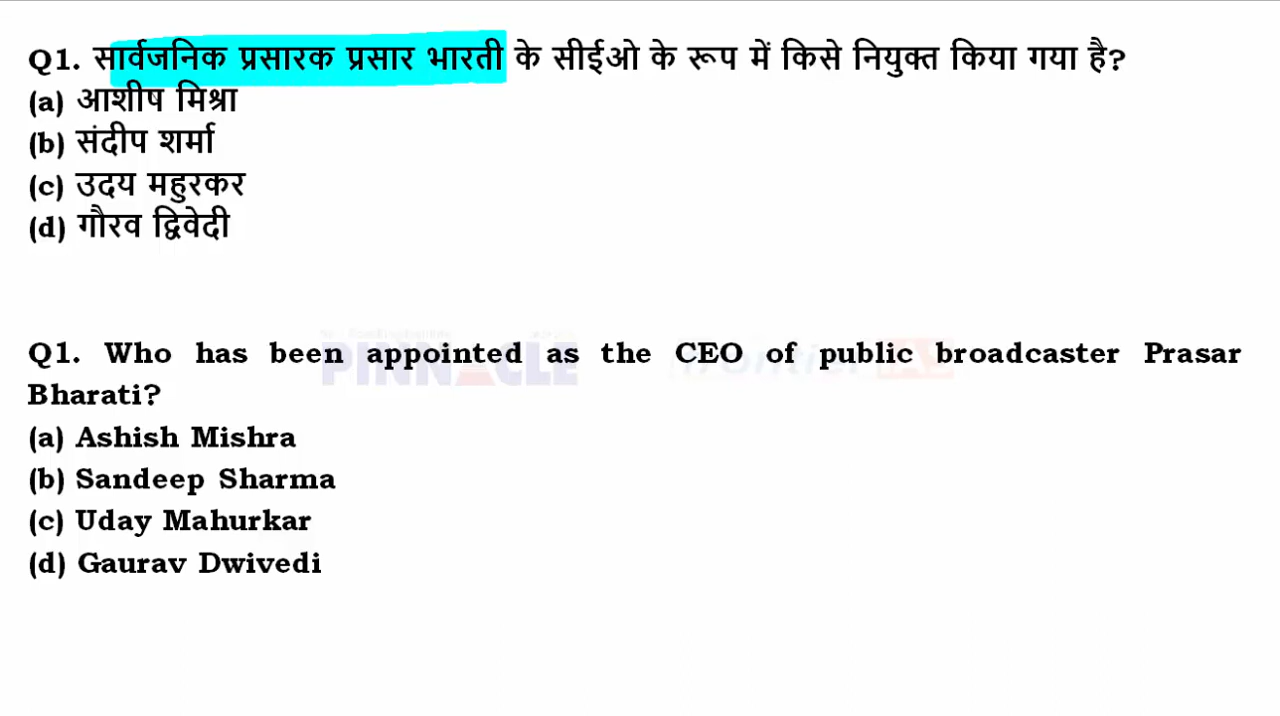 Q1. सार्वजनिक प्रसारक प्रसार भारती के सीईओ के रूप में किसे नियुक्त किया गया है?
(a) आशीष मिश्रा
(b) संदीप शर्मा
(c) उदय महुरकर
(d) गौरव द्विवेदी
Q1. Who has been appointed as the CEO of public broadcaster Prasar
Bharati?
PINNACLE
(a) Ashish Mishra
(b) Sandeep Sharma
(c) Uday Mahurkar
(d) Gaurav Dwivedi